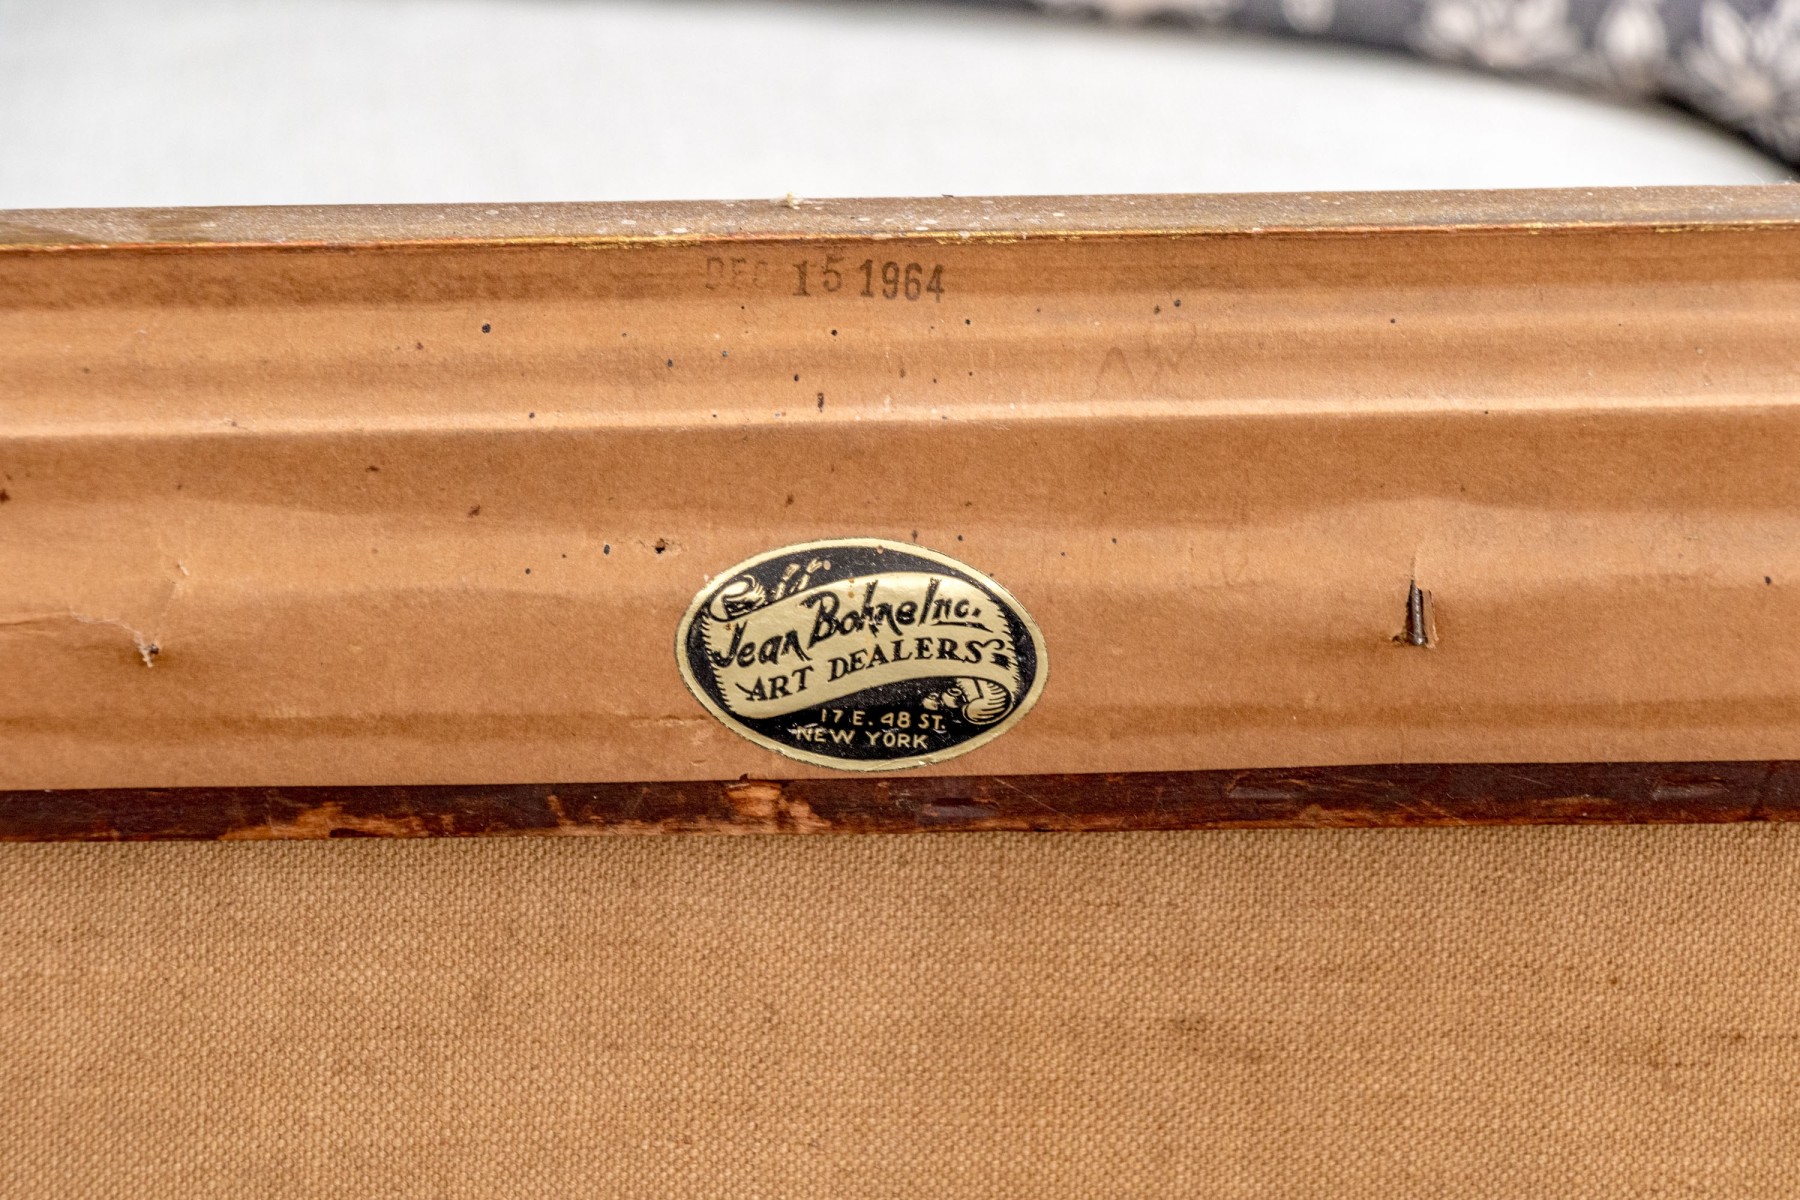 DEC 15 1964
Jean Bohne Inc.
ART DEALERS
17 E. 48 ST.
NEW YORK